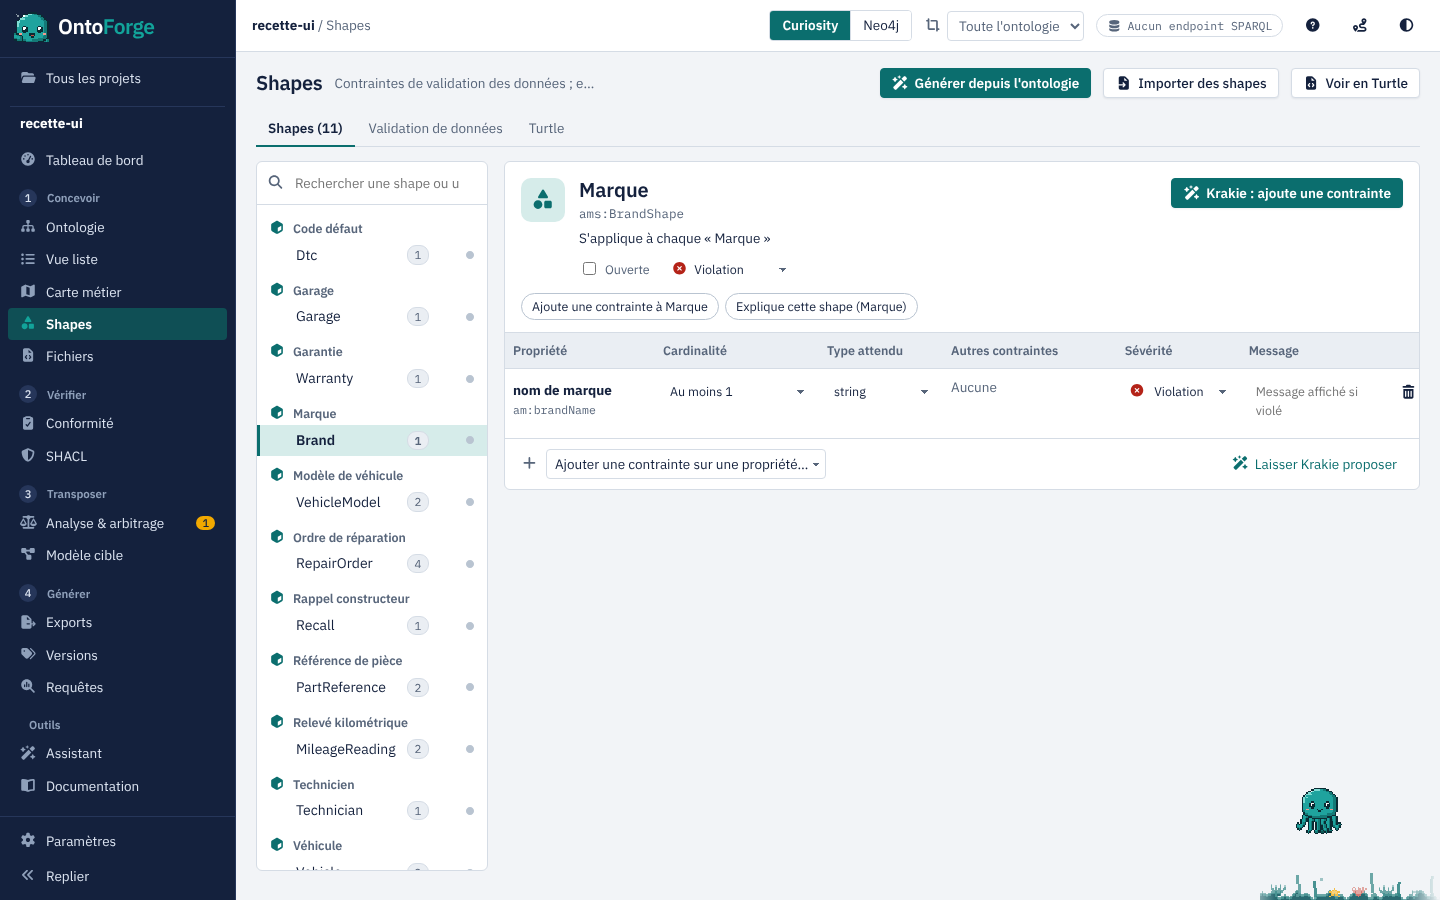 OntoForge
Tous les projets
recette-ui
Tableau de bord
1 Concevoir
Ontologie
Vue liste
Carte métier
Shapes
Fichiers
2 Vérifier
Conformité
SHACL
3 Transposer
Analyse & arbitrage 1
Modèle cible
4 Générer
Exports
Versions
Requêtes
Outils
Assistant
Documentation
Paramètres
Replier
recette-ui / Shapes
Curiosity Neo4j Toute l'ontologie Aucun endpoint SPARQL
Shapes Contraintes de validation des données ; e...
Générer depuis l'ontologie Importer des shapes Voir en Turtle
Shapes (11) Validation de données Turtle
Rechercher une shape ou u
Code défaut
Dtc 1
Garage
Garage 1
Garantie
Warranty 1
Marque
Brand 1
Modèle de véhicule
VehicleModel 2
Ordre de réparation
RepairOrder 4
Rappel constructeur
Recall 1
Référence de pièce
PartReference 2
Relevé kilométrique
MileageReading 2
Technicien
Technician 1
Véhicule
Marque
Krakie : ajoute une contrainte
ams:BrandShape
S'applique à chaque « Marque »
Ouverte Violation
Ajoute une contrainte à Marque Explique cette shape (Marque)
Propriété Cardinalité Type attendu Autres contraintes Sévérité Message
nom de marque Au moins 1 string Aucune Violation Message affiché si
am:brandName violé
Ajouter une contrainte sur une propriété... Laisser Krakie proposer